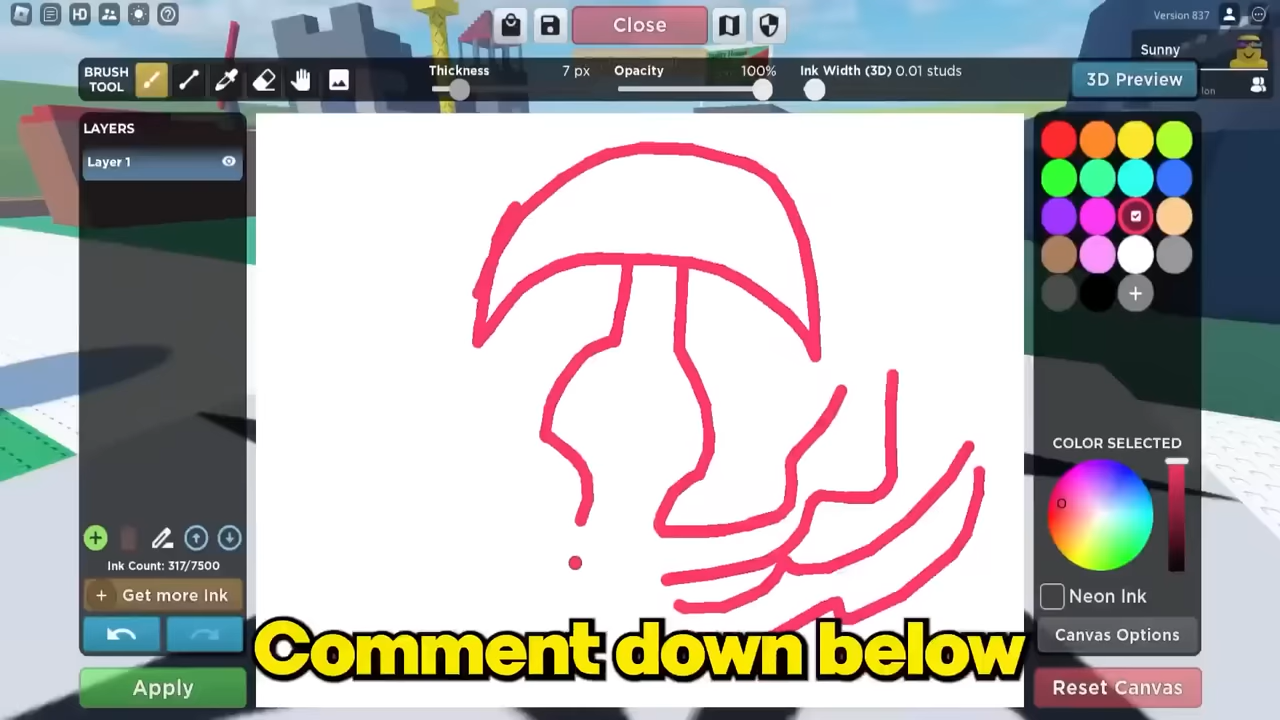 HD
Close
Version 837
Sunny
BRUSH TOOL
Thickness 7 px
Opacity 100%
Ink Width (3D) 0.01 studs
3D Preview
LAYERS
Layer 1
COLOR SELECTED
Ink Count: 317/7500
+ Get more Ink
Neon Ink
Canvas Options
Comment down below
Apply
Reset Canvas